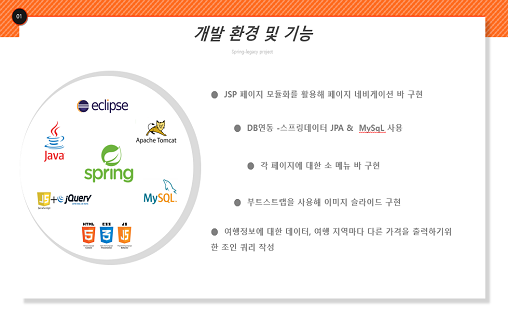 01
개발 환경 및 기능
Spring legacy project
eclipse
Java
Apache Tomcat
spring
JS + jQuery
MySQL
HTML CSS JS
5 3 5
JSP 페이지 모듈화를 활용해 페이지 네비게이션 바 구현
DB연동 -스프링데이터 JPA & MySqL 사용
각 페이지에 대한 소 메뉴 바 구현
부트스트랩을 사용해 이미지 슬라이드 구현
여행정보에 대한 데이터, 여행 지역마다 다른 가격을 출력하기위
한 조인 쿼리 작성